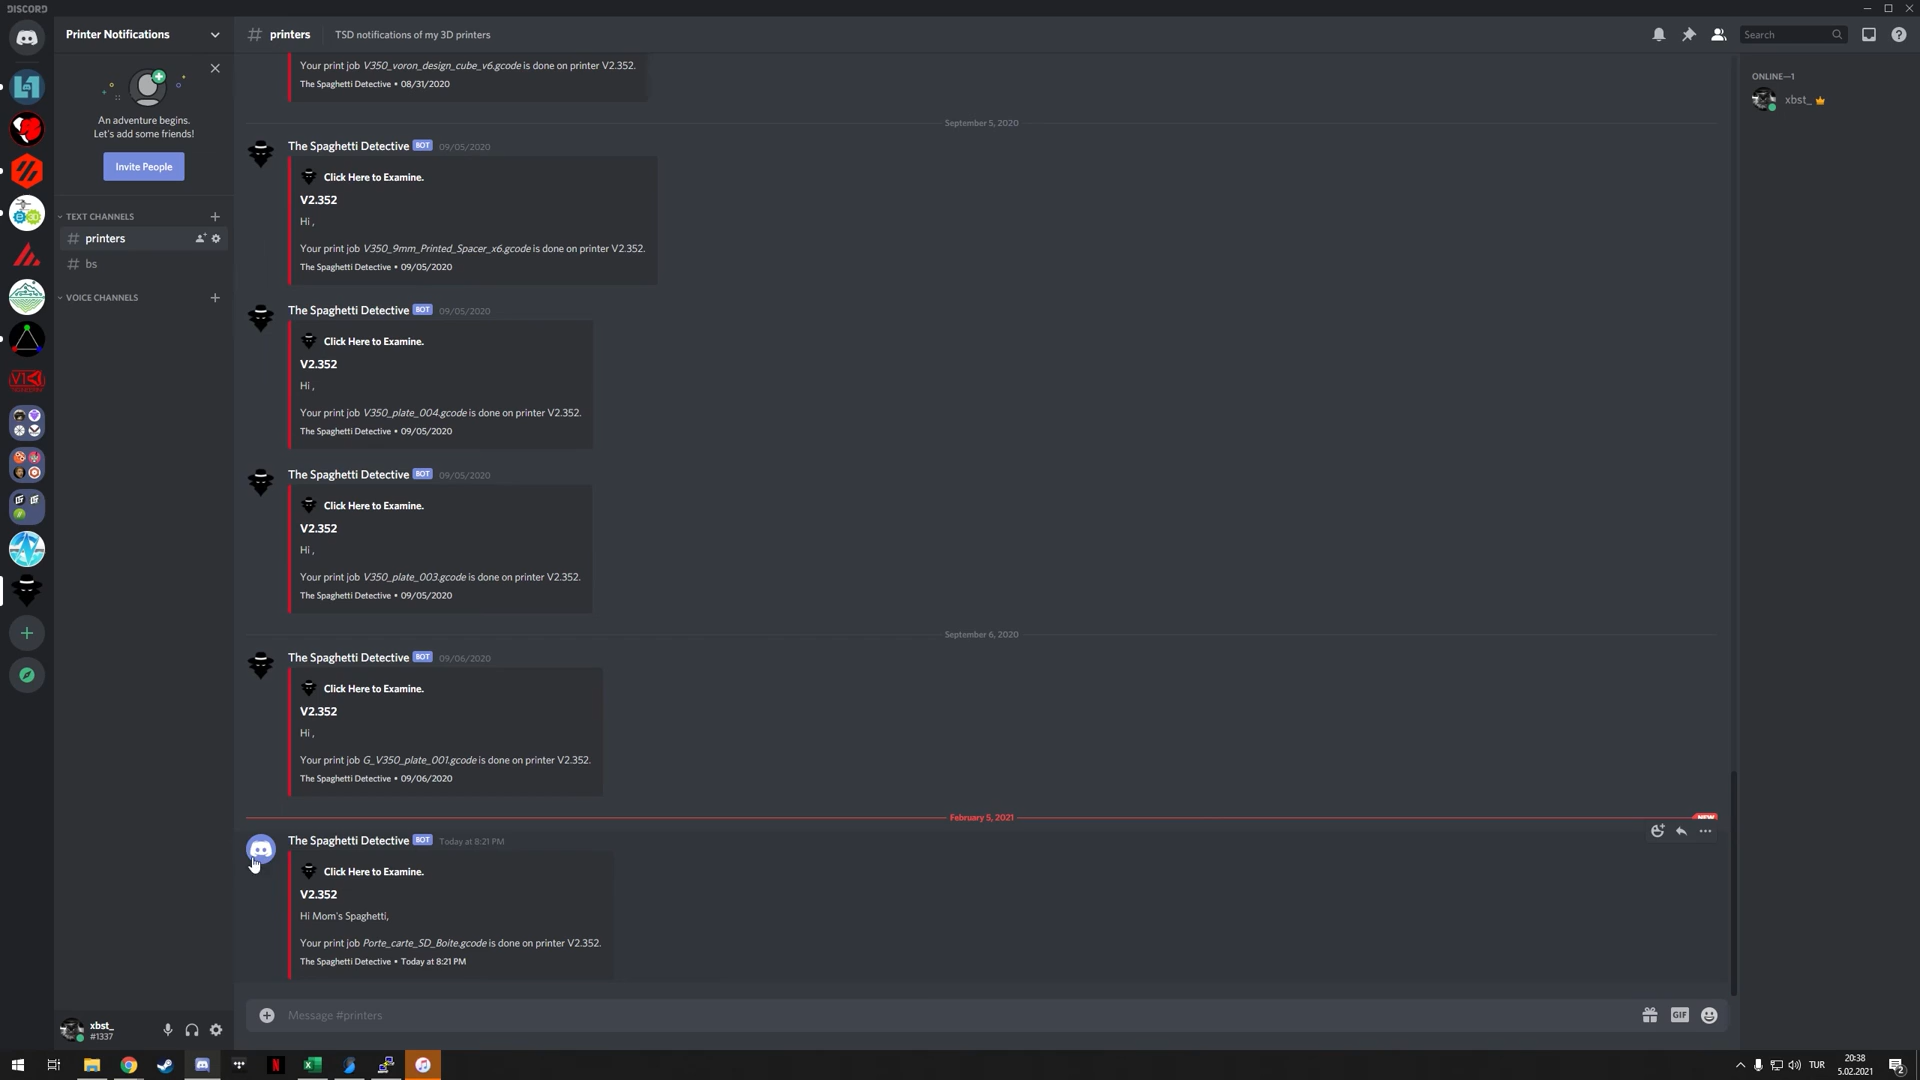 DISCORD
Printer Notifications
printers
TSD notifications of my 3D printers
Search
An adventure begins.
Let's add some friends!
Invite People
TEXT CHANNELS
printers
bs
VOICE CHANNELS
Your print job V350_voron_design_cube_v6.gcode is done on printer V2.352.
The Spaghetti Detective • 08/31/2020
September 5, 2020
The Spaghetti Detective BOT 09/05/2020
Click Here to Examine.
V2.352
Hi ,
Your print job V350_9mm_Printed_Spacer_x6.gcode is done on printer V2.352.
The Spaghetti Detective • 09/05/2020
The Spaghetti Detective BOT 09/05/2020
Click Here to Examine.
V2.352
Hi ,
Your print job V350_plate_004.gcode is done on printer V2.352.
The Spaghetti Detective • 09/05/2020
The Spaghetti Detective BOT 09/05/2020
Click Here to Examine.
V2.352
Hi ,
Your print job V350_plate_003.gcode is done on printer V2.352.
The Spaghetti Detective • 09/05/2020
September 6, 2020
The Spaghetti Detective BOT 09/06/2020
Click Here to Examine.
V2.352
Hi ,
Your print job G_V350_plate_001.gcode is done on printer V2.352.
The Spaghetti Detective • 09/06/2020
February 5, 2021
NEW
The Spaghetti Detective BOT Today at 8:21 PM
Click Here to Examine.
V2.352
Hi Mom's Spaghetti,
Your print job Porte_carte_SD_Boite.gcode is done on printer V2.352.
The Spaghetti Detective • Today at 8:21 PM
Message #printers
GIF
ONLINE—1
xbst_
xbst_
#1337
TUR
20:38
5.02.2021
2